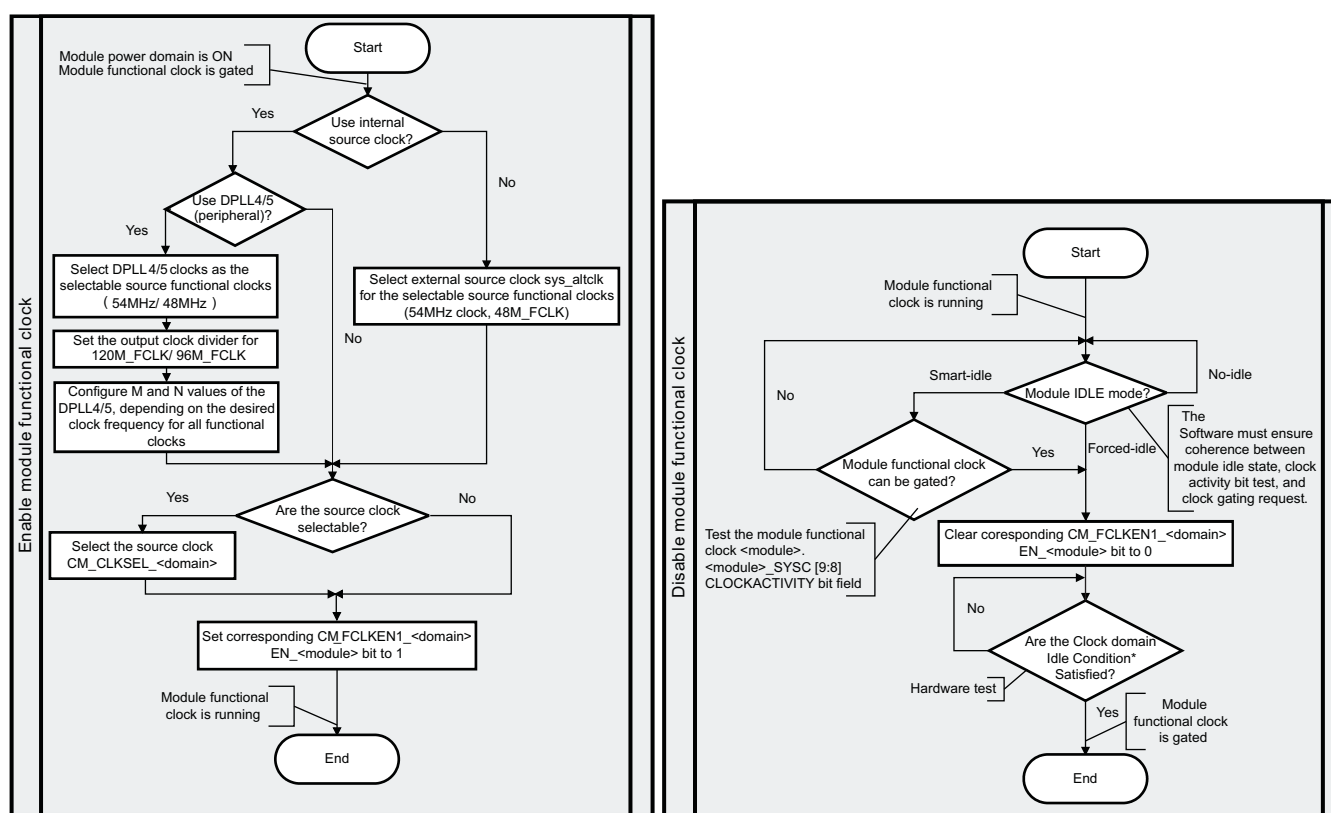 Enable module functional clock
Start
Module power domain is ON
Module functional clock is gated
Use internal
source clock?
Yes
No
Use DPLL4/5
(peripheral)?
Yes
No
Select DPLL4/5 clocks as the
selectable source functional clocks
( 54MHz/ 48MHz )
Select external source clock sys_altclk
for the selectable source functional clocks
(54MHz clock, 48M_FCLK)
Set the output clock divider for
120M_FCLK/ 96M_FCLK
Configure M and N values of the
DPLL4/5, depending on the desired
clock frequency for all functional
clocks
Are the source clock
selectable?
Yes
No
Select the source clock
CM_CLKSEL_<domain>
Set corresponding CM_FCLKEN1_<domain>
EN_<module> bit to 1
Module functional
clock is running
End
Disable module functional clock
Start
Module functional
clock is running
Module IDLE mode?
Smart-idle
No-idle
Forced-idle
The
Software must ensure
coherence between
module idle state, clock
activity bit test, and
clock gating request.
No
Module functional clock
can be gated?
Yes
Test the module functional
clock <module>.
<module>_SYSC [9:8]
CLOCKACTIVITY bit field
Clear coresponding CM_FCLKEN1_<domain>
EN_<module> bit to 0
No
Are the Clock domain
Idle Condition*
Satisfied?
Hardware test
Yes
Module
functional clock
is gated
End